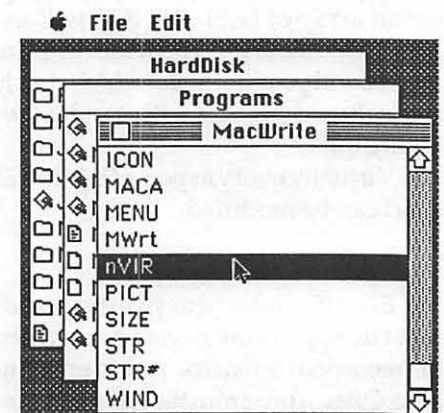 File Edit
HardDisk
Programs
MacWrite
ICON
MACA
MENU
MWrt
nVIR
PICT
SIZE
STR
STR#
WIND